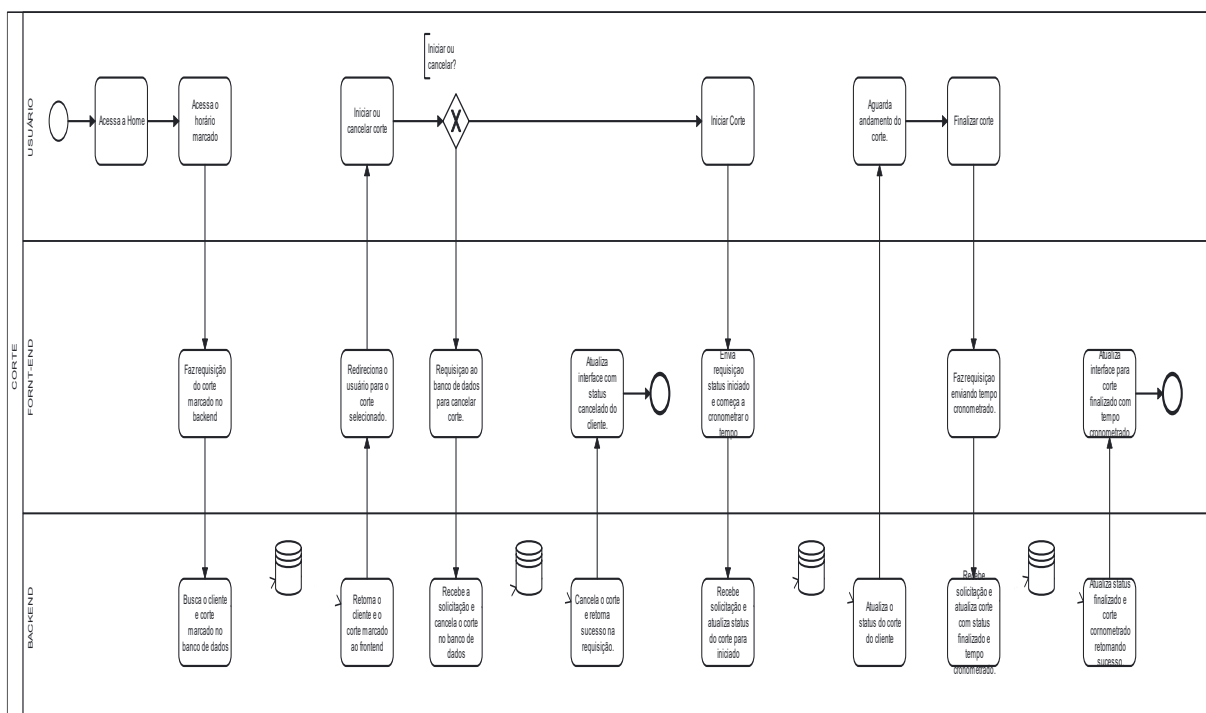 CORTE
USUÁRIO
Acessa a Home
Acessa o
horário
marcado
Iniciar ou
cancelar corte
Iniciar ou
cancelar?
X
Iniciar Corte
Aguarda
andamento do
corte.
Finalizar corte
FORNT-END
Faz requisição
do corte
marcado no
backend
Redireciona o
usuário para o
corte
selecionado.
Requisiçao ao
banco de dados
para cancelar
corte.
Atualiza
interface com
status
cancelado do
cliente.
Envia
requisiçao
status iniciado
e começa a
cronometrar o
tempo
Faz requisiçao
enviando tempo
cronometrado.
Atualiza
interface para
corte
finalizado com
tempo
cronometrado
BACKEND
Busca o cliente
e corte
marcado no
banco de dados
Retorna o
cliente e o
corte marcado
ao frontend
Recebe a
solicitação e
cancela o corte
no banco de
dados
Cancela o corte
e retorna
sucesso na
requisição.
Recebe
solicitação e
atualiza status
do corte para
iniciado
Atualiza o
status do corte
do cliente
Recebe
solicitação e
atualiza corte
com status
finalizado e
tempo
cronometrado.
Atualiza status
finalizado e
corte
cornometrado
retornando
sucesso